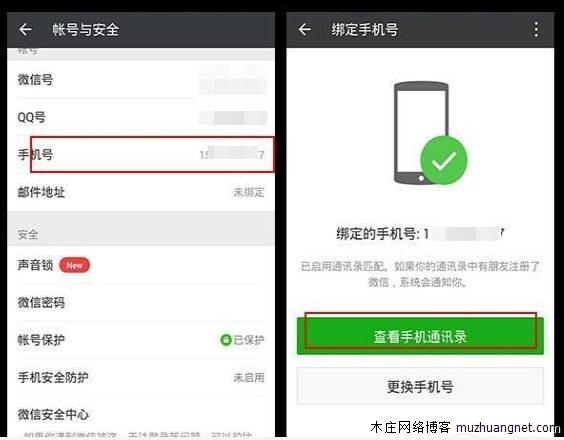 帐号与安全
帐号
微信号
QQ号
手机号 1 7
邮件地址 未绑定
安全
声音锁 New
微信密码
帐号保护 已保护
手机安全防护 未启用
微信安全中心
绑定手机号
绑定的手机号: 1 7
已启用通讯录匹配。如果你的通讯录中有朋友注册了
微信，系统会通知你。
查看手机通讯录
更换手机号
木庄网络博客 muzhuangnet.com